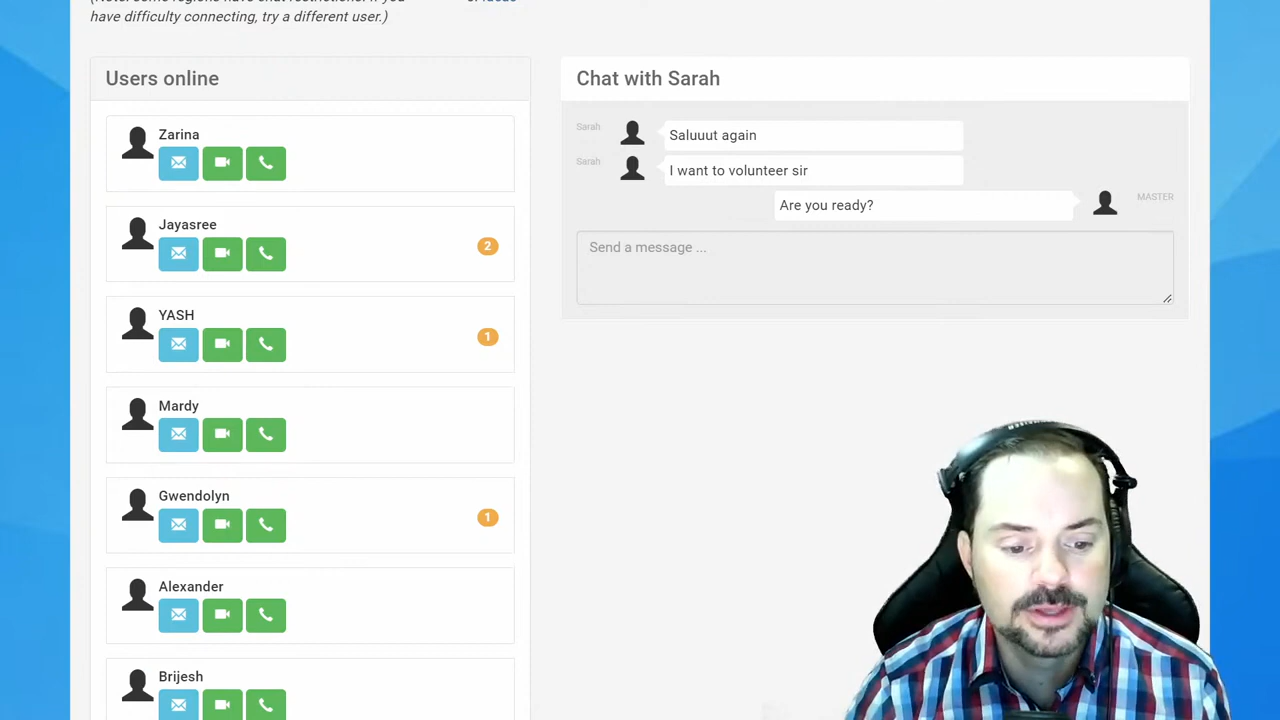 have difficulty connecting, try a different user.)
Users online
Zarina
Jayasree
2
YASH
1
Mardy
Gwendolyn
1
Alexander
Brijesh
Chat with Sarah
Sarah
Saluuut again
Sarah
I want to volunteer sir
Are you ready?
MASTER
Send a message ...